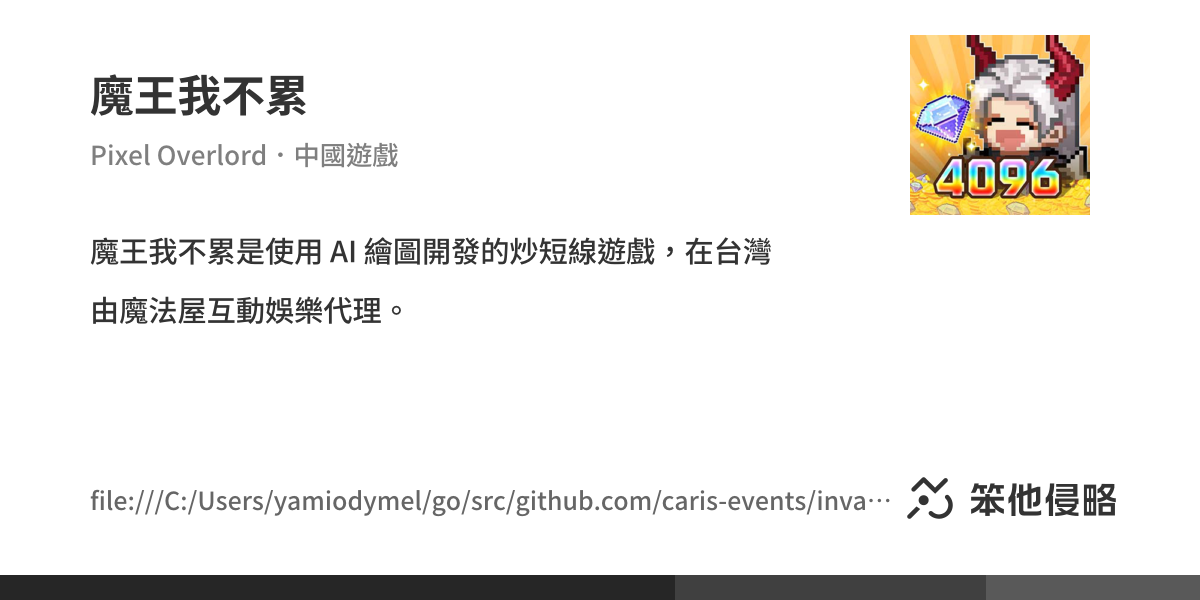 魔王我不累
Pixel Overlord・中國遊戲
4096
魔王我不累是使用 AI 繪圖開發的炒短線遊戲，在台灣
由魔法屋互動娛樂代理。
file:///C:/Users/yamiodymel/go/src/github.com/caris-events/inva…
笨他侵略